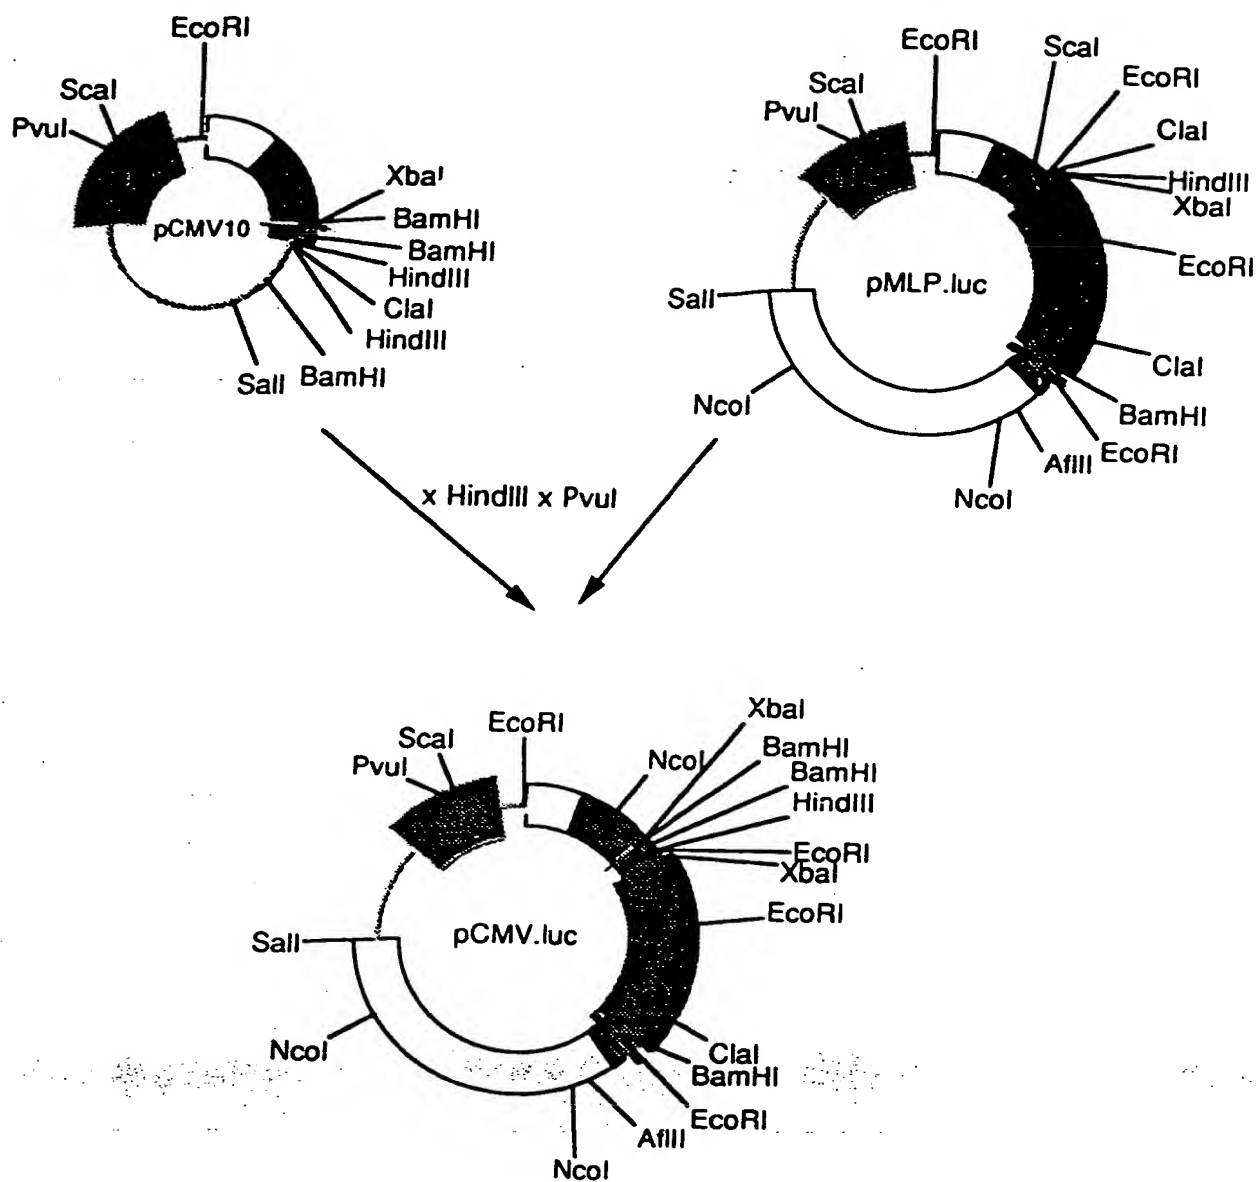 EcoRI
ScaI
PvuI
XbaI
BamHI
pCMV10
BamHI
HindIII
ClaI
HindIII
SalI
BamHI
EcoRI
ScaI
EcoRI
ScaI
PvuI
ClaI
HindIII
XbaI
EcoRI
pMLP.luc
SalI
ClaI
NcoI
BamHI
EcoRI
AflII
NcoI
x HindIII x PvuI
XbaI
EcoRI
ScaI
NcoI
BamHI
PvuI
BamHI
HindIII
EcoRI
XbaI
EcoRI
pCMV.luc
SalI
NcoI
ClaI
BamHI
EcoRI
AflII
NcoI